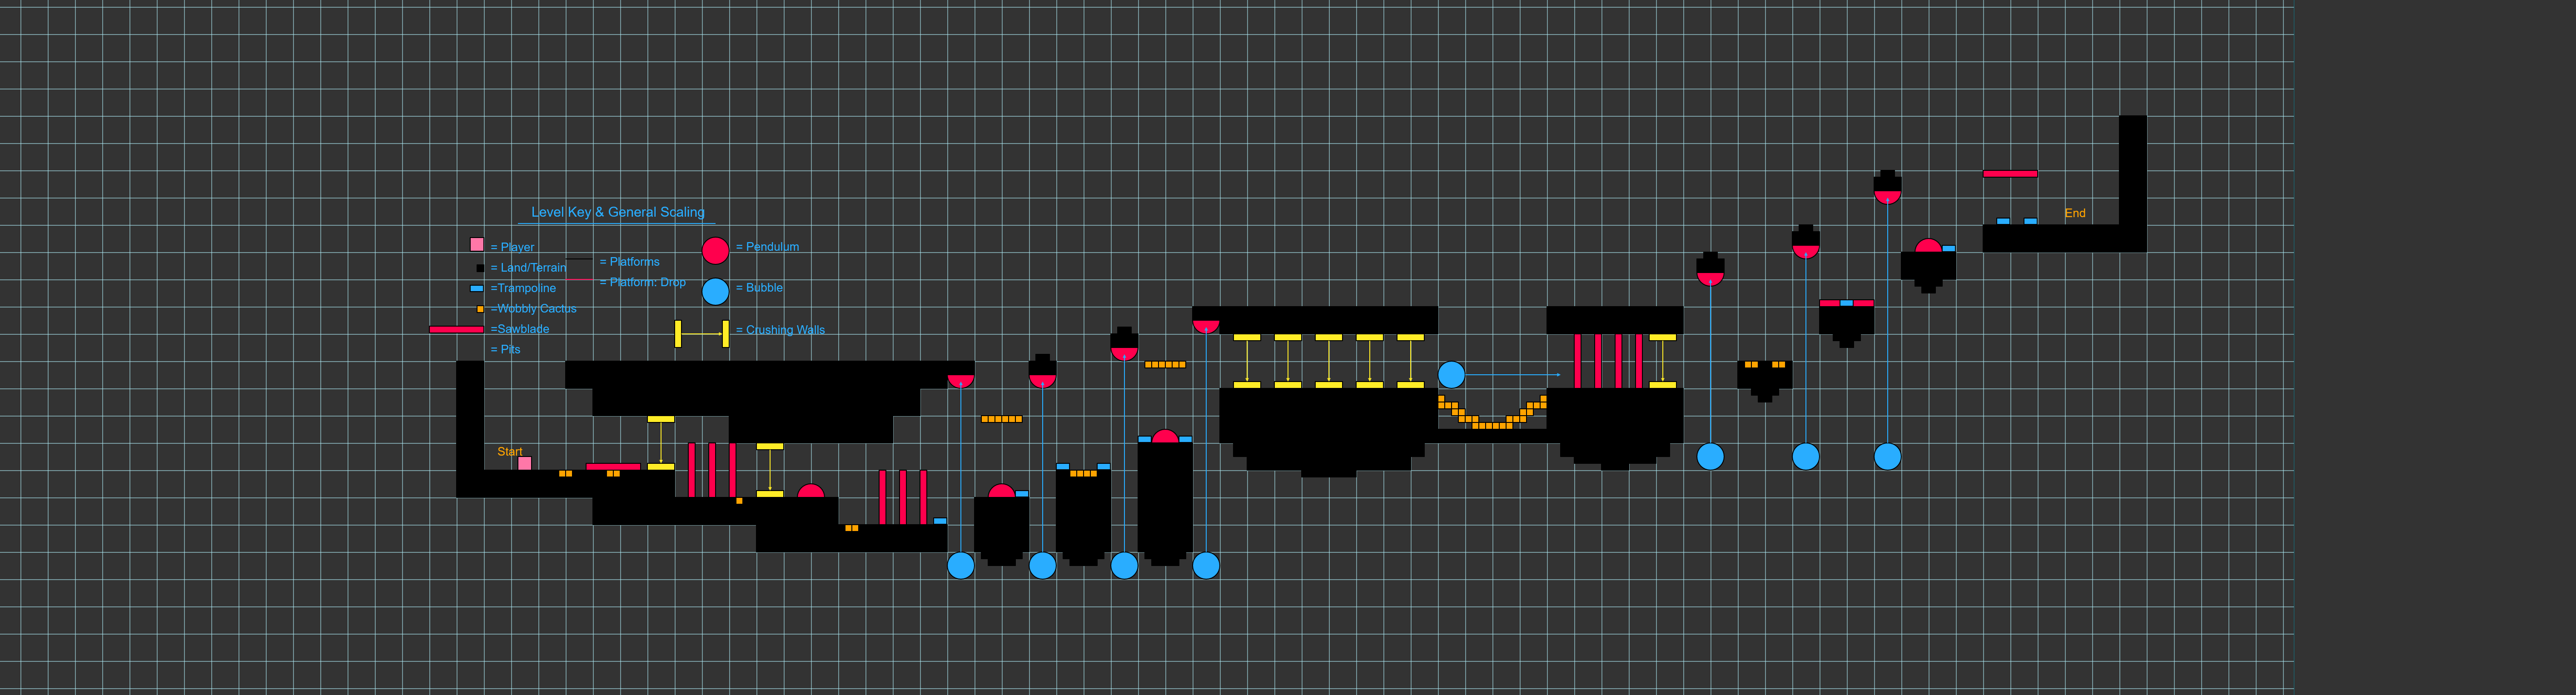 Level Key & General Scaling
= Player
= Land/Terrain
=Trampoline
=Wobbly Cactus
=Sawblade
= Pits
= Platforms
= Platform: Drop
= Pendulum
= Bubble
= Crushing Walls
Start
End